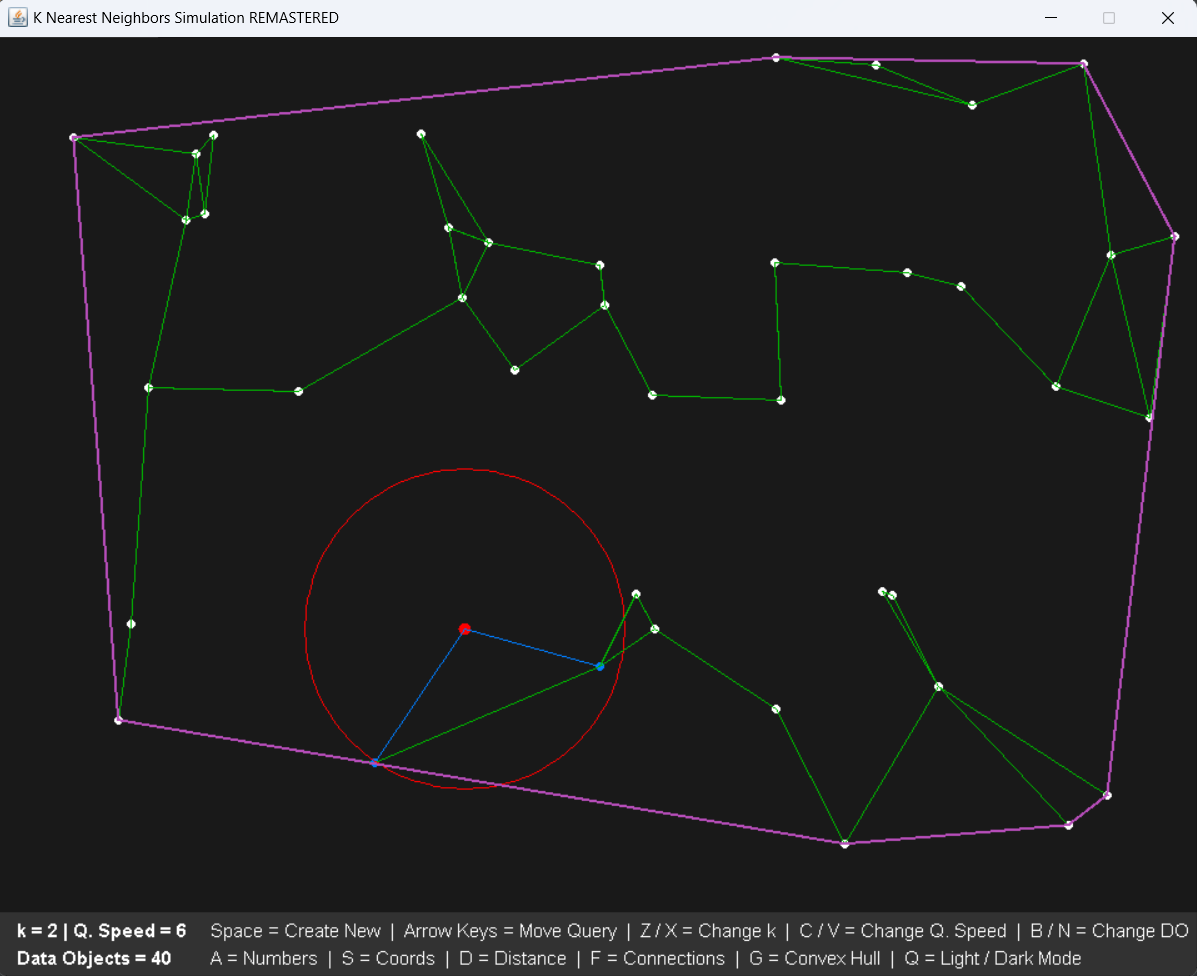 K Nearest Neighbors Simulation REMASTERED
k = 2 | Q. Speed = 6 Space = Create New | Arrow Keys = Move Query | Z / X = Change k | C / V = Change Q. Speed | B / N = Change DO
Data Objects = 40 A = Numbers | S = Coords | D = Distance | F = Connections | G = Convex Hull | Q = Light / Dark Mode